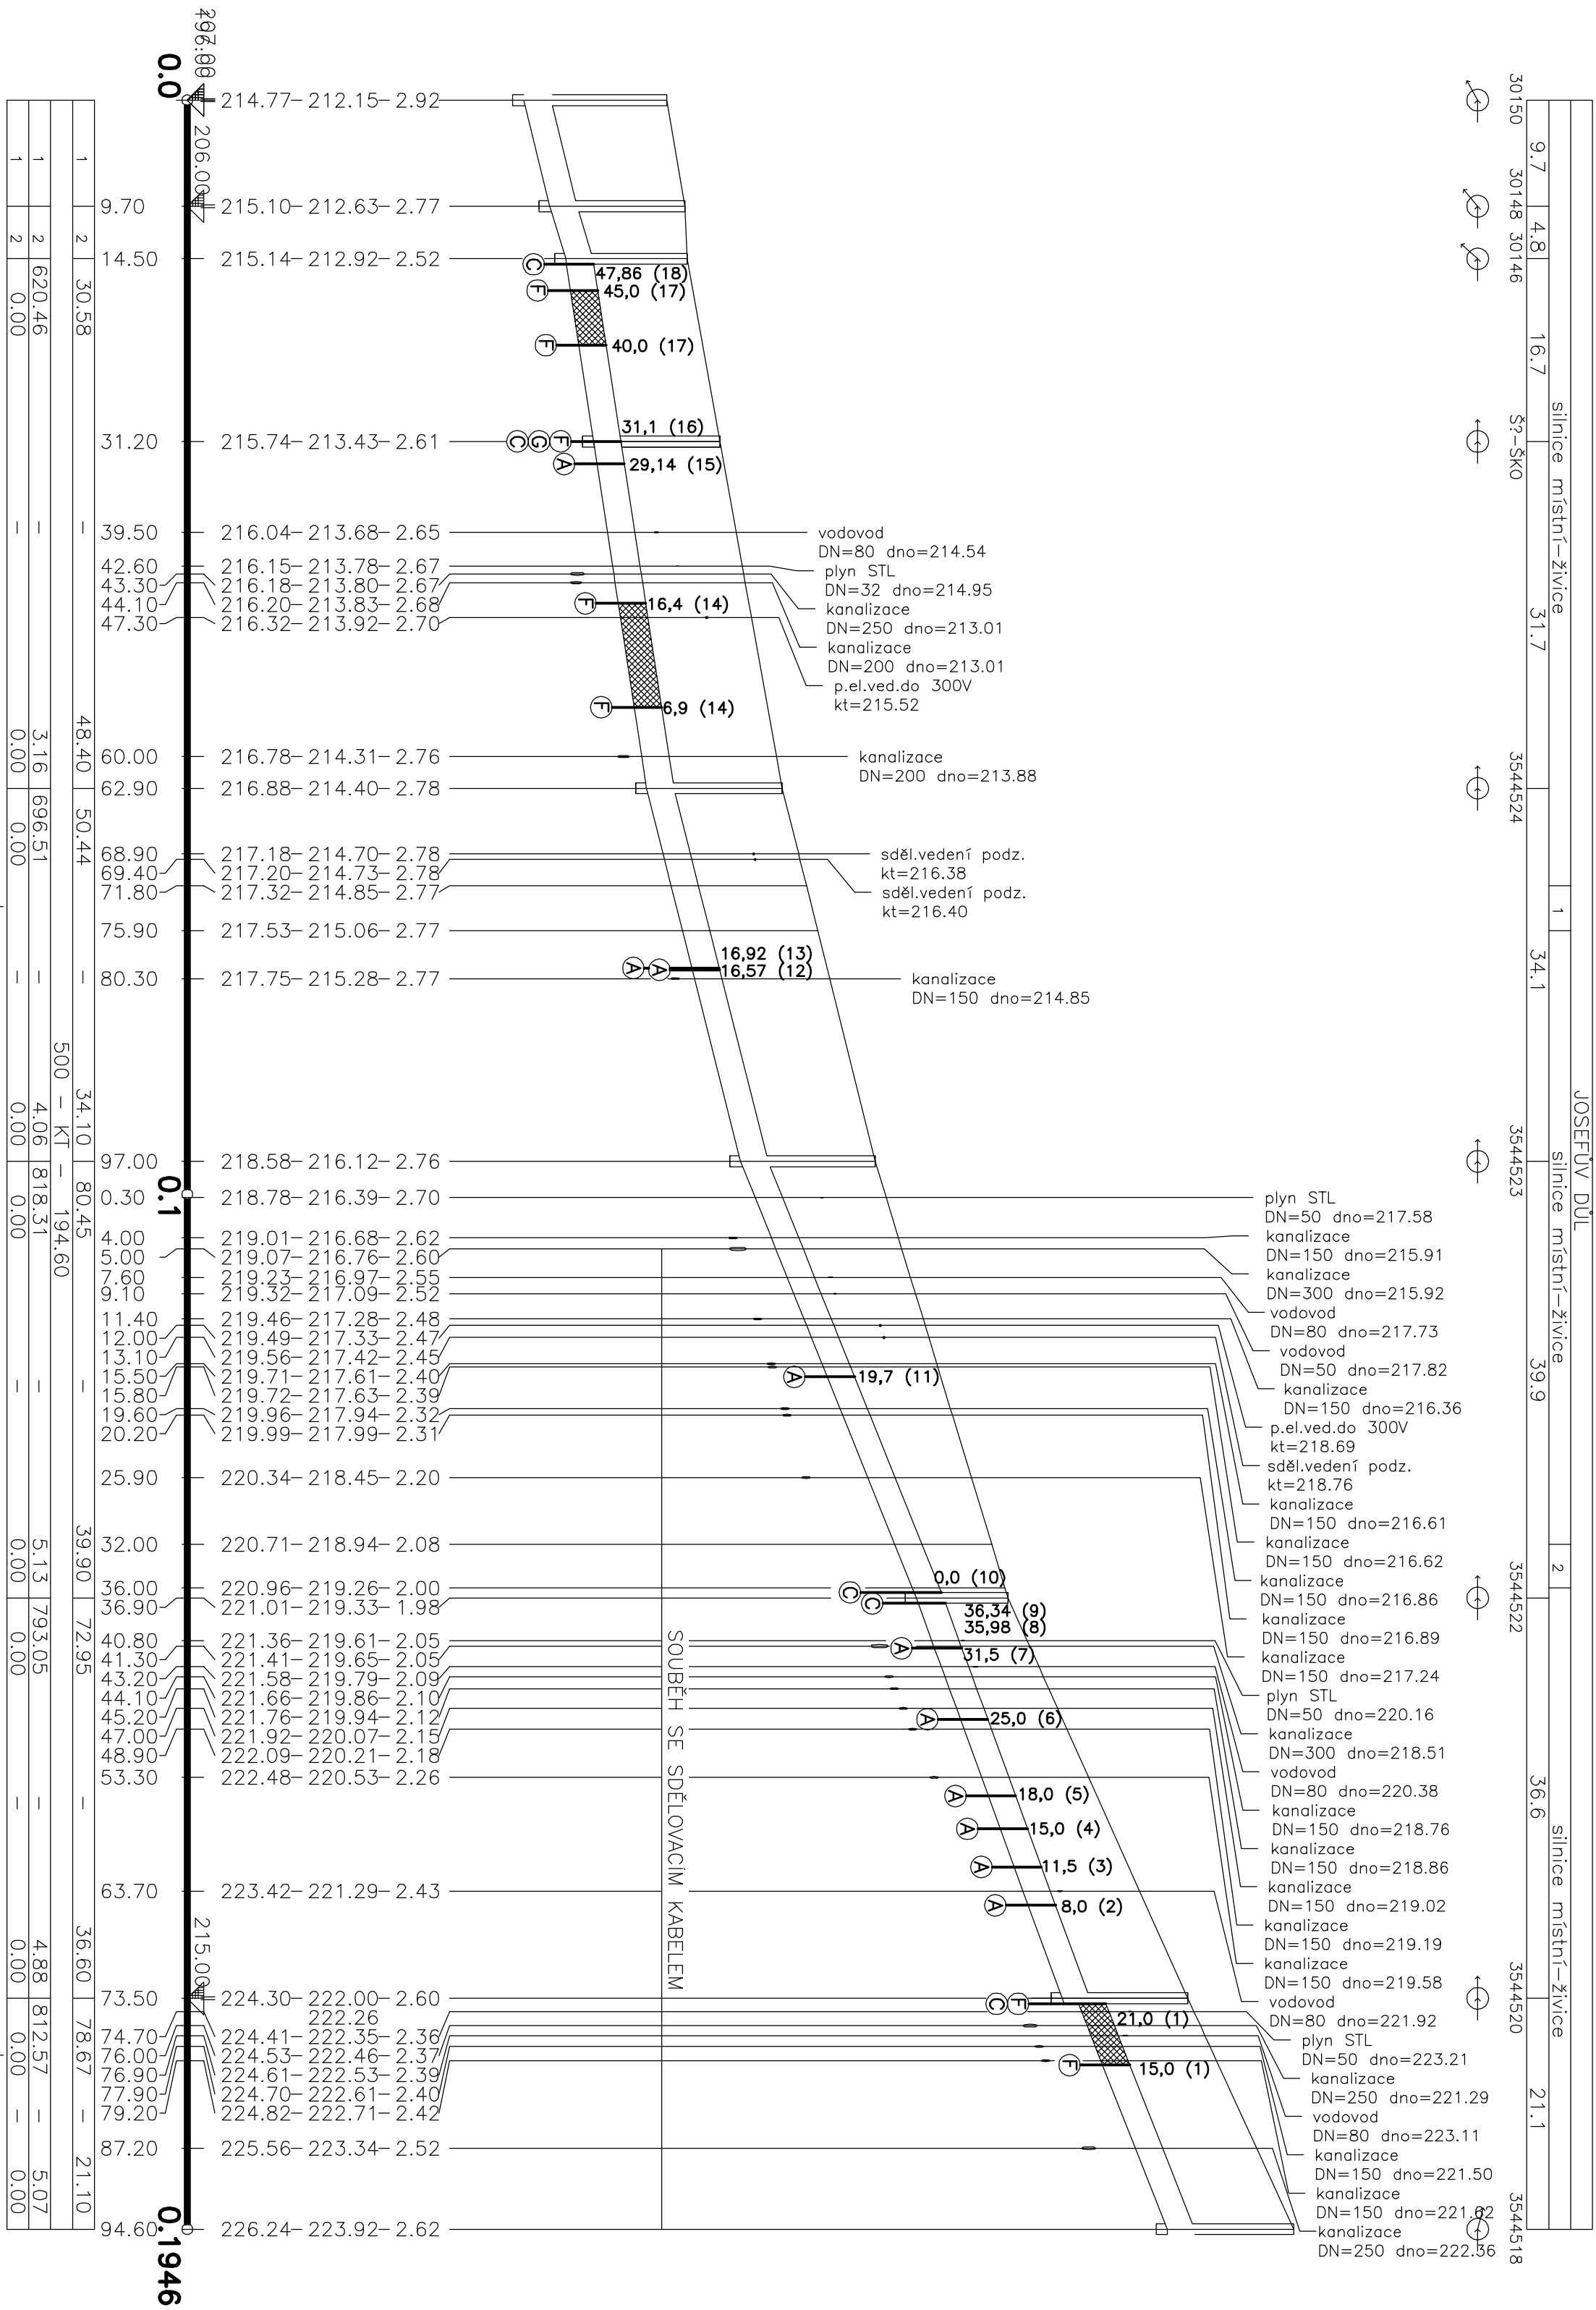 JOSEFŮV DŮL
silnice místní-živice
1
silnice místní-živice
2
silnice místní-živice
9.7
4.8
16.7
31.7
34.1
39.9
36.6
21.1
30150
30148
30146
Š?-ŠKO
3544524
3544523
3544522
3544520
3544518
206.00
215.00
0.0
0.1
0.1946
214.77-212.15-2.92
9.70 215.10-212.63-2.77
14.50 215.14-212.92-2.52
31.20 215.74-213.43-2.61
39.50 216.04-213.68-2.65
42.60 216.15-213.78-2.67
43.30 216.18-213.80-2.67
44.10 216.20-213.83-2.68
47.30 216.32-213.92-2.70
60.00 216.78-214.31-2.76
62.90 216.88-214.40-2.78
68.90 217.18-214.70-2.78
69.40 217.20-214.73-2.78
71.80 217.32-214.85-2.77
75.90 217.53-215.06-2.77
80.30 217.75-215.28-2.77
97.00 218.58-216.12-2.76
0.30 218.78-216.39-2.70
4.00 219.01-216.68-2.62
5.00 219.07-216.76-2.60
7.60 219.23-216.97-2.55
9.10 219.32-217.09-2.52
11.40 219.46-217.28-2.48
12.00 219.49-217.33-2.47
13.10 219.56-217.42-2.45
15.50 219.71-217.61-2.40
15.80 219.72-217.63-2.39
19.60 219.96-217.94-2.32
20.20 219.99-217.99-2.31
25.90 220.34-218.45-2.20
32.00 220.71-218.94-2.08
36.00 220.96-219.26-2.00
36.90 221.01-219.33-1.98
40.80 221.36-219.61-2.05
41.30 221.41-219.65-2.05
43.20 221.58-219.79-2.09
44.10 221.66-219.86-2.10
45.20 221.76-219.94-2.12
47.00 221.92-220.07-2.15
48.90 222.09-220.21-2.18
53.30 222.48-220.53-2.26
63.70 223.42-221.29-2.43
73.50 224.30-222.00-2.60
222.26
74.70 224.41-222.35-2.36
76.00 224.53-222.46-2.37
76.90 224.61-222.53-2.39
77.90 224.70-222.61-2.40
79.20 224.82-222.71-2.42
87.20 225.56-223.34-2.52
94.60 226.24-223.92-2.62
C 47,86 (18)
F 45,0 (17)
F 40,0 (17)
C G F 31,1 (16)
A 29,14 (15)
F 16,4 (14)
F 6,9 (14)
A A 16,92 (13)
16,57 (12)
A 19,7 (11)
C 0,0 (10)
C 36,34 (9)
35,98 (8)
A 31,5 (7)
A 25,0 (6)
A 18,0 (5)
A 15,0 (4)
A 11,5 (3)
A 8,0 (2)
C F 21,0 (1)
F 15,0 (1)
vodovod
DN=80 dno=214.54
plyn STL
DN=32 dno=214.95
kanalizace
DN=250 dno=213.01
kanalizace
DN=200 dno=213.01
p.el.ved.do 300V
kt=215.52
kanalizace
DN=200 dno=213.88
sděl.vedení podz.
kt=216.38
sděl.vedení podz.
kt=216.40
kanalizace
DN=150 dno=214.85
plyn STL
DN=50 dno=217.58
kanalizace
DN=150 dno=215.91
kanalizace
DN=300 dno=215.92
vodovod
DN=80 dno=217.73
vodovod
DN=50 dno=217.82
kanalizace
DN=150 dno=216.36
p.el.ved.do 300V
kt=218.69
sděl.vedení podz.
kt=218.76
kanalizace
DN=150 dno=216.61
kanalizace
DN=150 dno=216.62
kanalizace
DN=150 dno=216.86
kanalizace
DN=150 dno=216.89
kanalizace
DN=150 dno=217.24
plyn STL
DN=50 dno=220.16
kanalizace
DN=300 dno=218.51
vodovod
DN=80 dno=220.38
kanalizace
DN=150 dno=218.76
kanalizace
DN=150 dno=218.86
kanalizace
DN=150 dno=219.02
kanalizace
DN=150 dno=219.19
kanalizace
DN=150 dno=219.58
vodovod
DN=80 dno=221.92
plyn STL
DN=50 dno=223.21
kanalizace
DN=250 dno=221.29
vodovod
DN=80 dno=223.11
kanalizace
DN=150 dno=221.50
kanalizace
DN=150 dno=221.62
kanalizace
DN=250 dno=222.36
SOUBĚH SE SDĚLOVACÍM KABELEM
1 2 30.58 - 48.40 50.44 - 34.10 80.45 - 39.90 72.95 - 36.60 78.67 - 21.10
500 - KT - 194.60
1 2 620.46 - 3.16 696.51 - 4.06 818.31 - 5.13 793.05 - 4.88 812.57 - 5.07
1 2 0.00 - 0.00 0.00 - 0.00 0.00 - 0.00 0.00 - 0.00 0.00 - 0.00